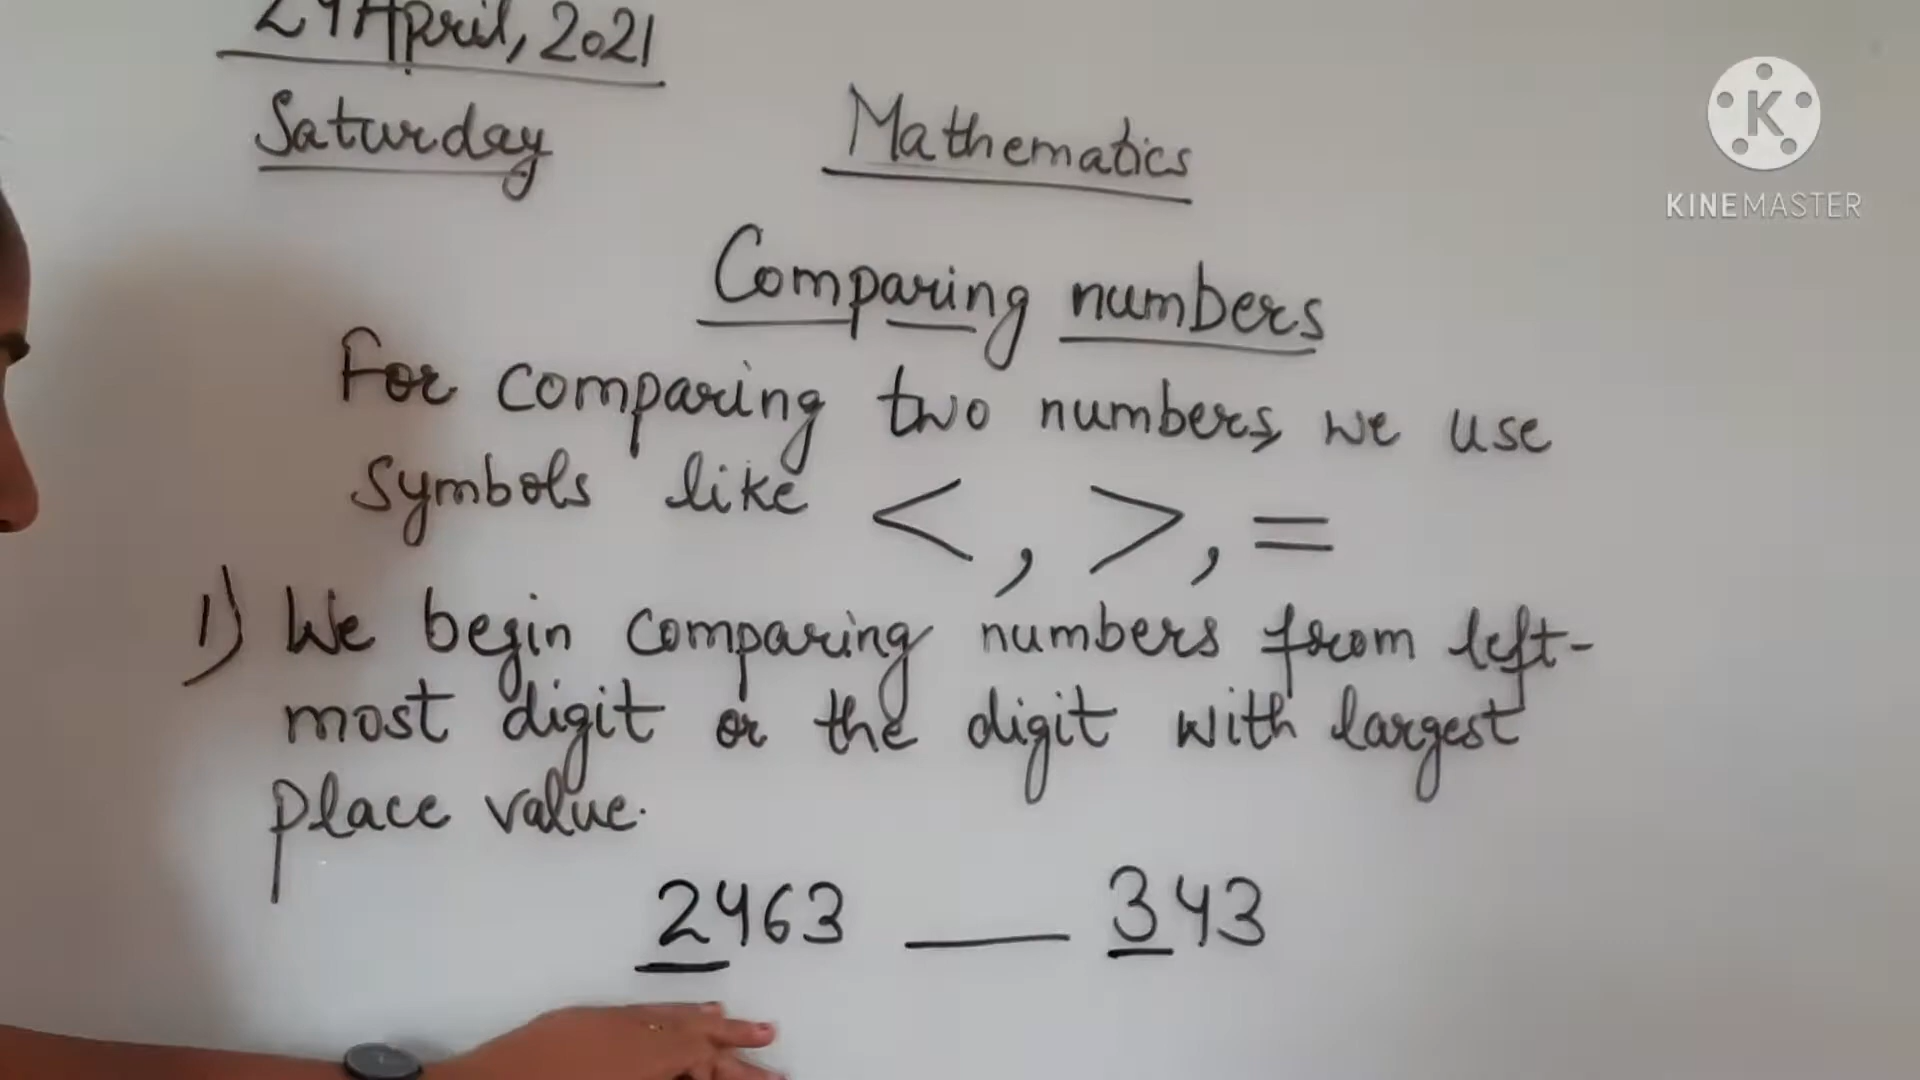 24 April, 2021
Saturday
Mathematics
K
KINEMASTER
Comparing numbers
For comparing two numbers, we use
symbols like <, >, =
1) We begin comparing numbers from left-
most digit or the digit with largest
place value.
2463 ___ 343